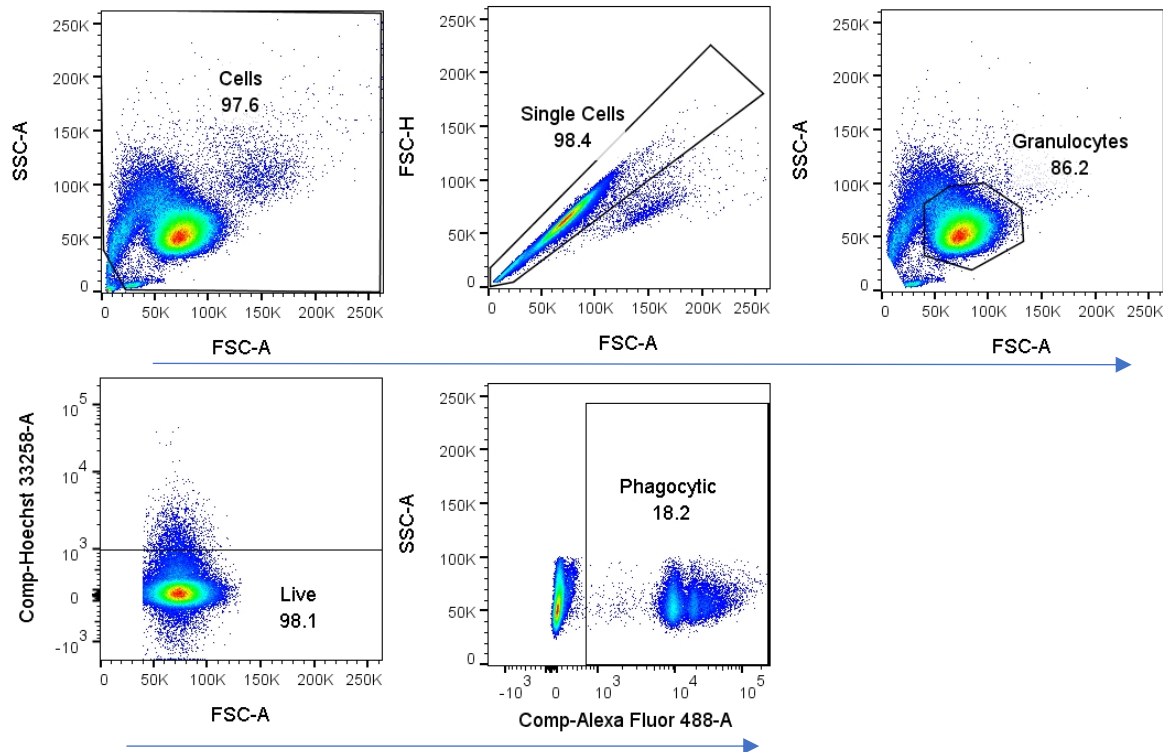 250K
200K
150K
100K
50K
0
SSC-A
Cells
97.6
0 50K 100K 150K 200K 250K
FSC-A
250K
200K
150K
100K
50K
0
FSC-H
Single Cells
98.4
0 50K 100K 150K 200K 250K
FSC-A
250K
200K
150K
100K
50K
0
SSC-A
Granulocytes
86.2
0 50K 100K 150K 200K 250K
FSC-A
10^5
10^4
10^3
0
-10^3
Comp-Hoechst 33258-A
Live
98.1
0 50K 100K 150K 200K 250K
FSC-A
250K
200K
150K
100K
50K
0
SSC-A
Phagocytic
18.2
-10^3 0 10^3 10^4 10^5
Comp-Alexa Fluor 488-A